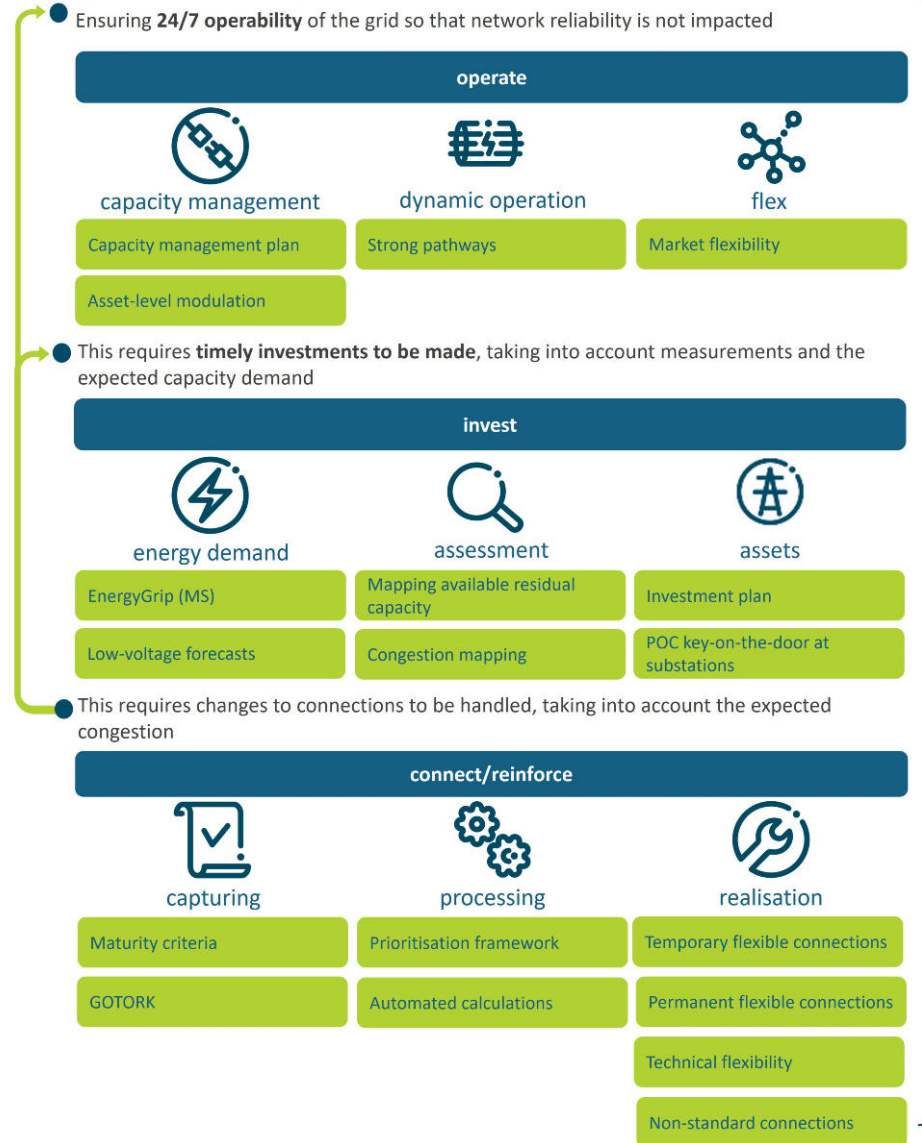 Ensuring 24/7 operability of the grid so that network reliability is not impacted
operate
capacity management
dynamic operation
flex
Capacity management plan
Strong pathways
Market flexibility
Asset-level modulation
This requires timely investments to be made, taking into account measurements and the
expected capacity demand
invest
energy demand
assessment
assets
EnergyGrip (MS)
Mapping available residual
capacity
Investment plan
Low-voltage forecasts
Congestion mapping
POC key-on-the-door at
substations
This requires changes to connections to be handled, taking into account the expected
congestion
connect/reinforce
capturing
processing
realisation
Maturity criteria
Prioritisation framework
Temporary flexible connections
GOTORK
Automated calculations
Permanent flexible connections
Technical flexibility
Non-standard connections